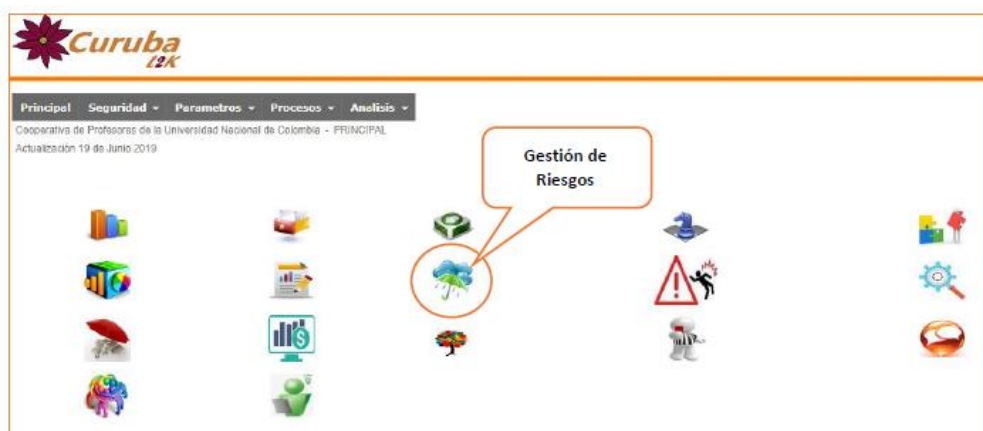 Curuba
t2K
Principal Seguridad Parametros Procesos Analisis
Cooperativa de Profesores de la Universidad Nacional de Colombia - PRINCIPAL
Actualización 19 de Junio 2019
Gestión de
Riesgos